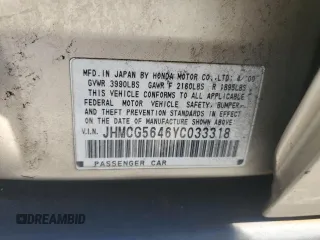 MFD. IN JAPAN BY HONDA MOTOR CO., LTD. 4/'00
GVWR 3990LBS GAWR F 2160LBS R 1895LBS
THIS VEHICLE CONFORMS TO ALL APPLICABLE
FEDERAL MOTOR VEHICLE SAFETY, BUMPER,
AND THEFT PREVENTION STANDARDS IN EFFECT
ON THE DATE OF MANUFACTURE SHOWN ABOVE.
V.I.N. JHMCG5646YC033318
PASSENGER CAR
DREAMBID